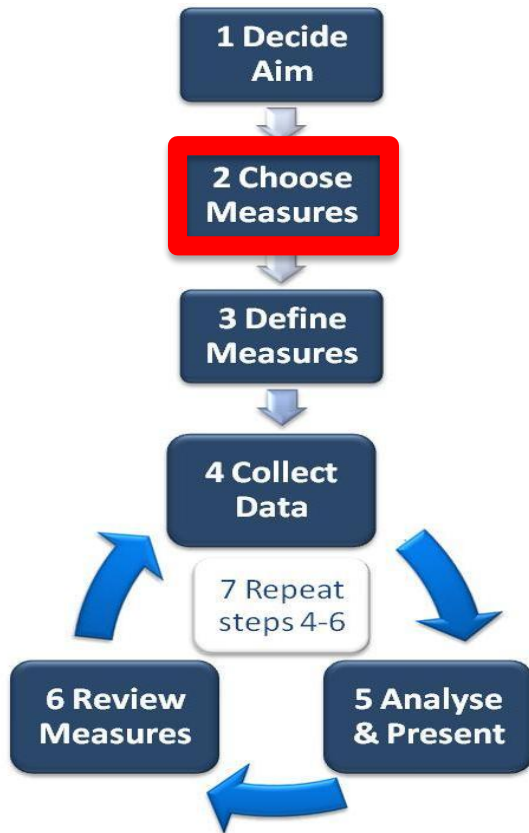 1 Decide
Aim
2 Choose
Measures
3 Define
Measures
4 Collect
Data
7 Repeat
steps 4-6
6 Review
Measures
5 Analyse
& Present